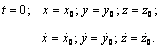 t = 0; x = x₀; y = y₀; z = z₀;
ẋ = ẋ₀; ẏ = ẏ₀; ż = ż₀.